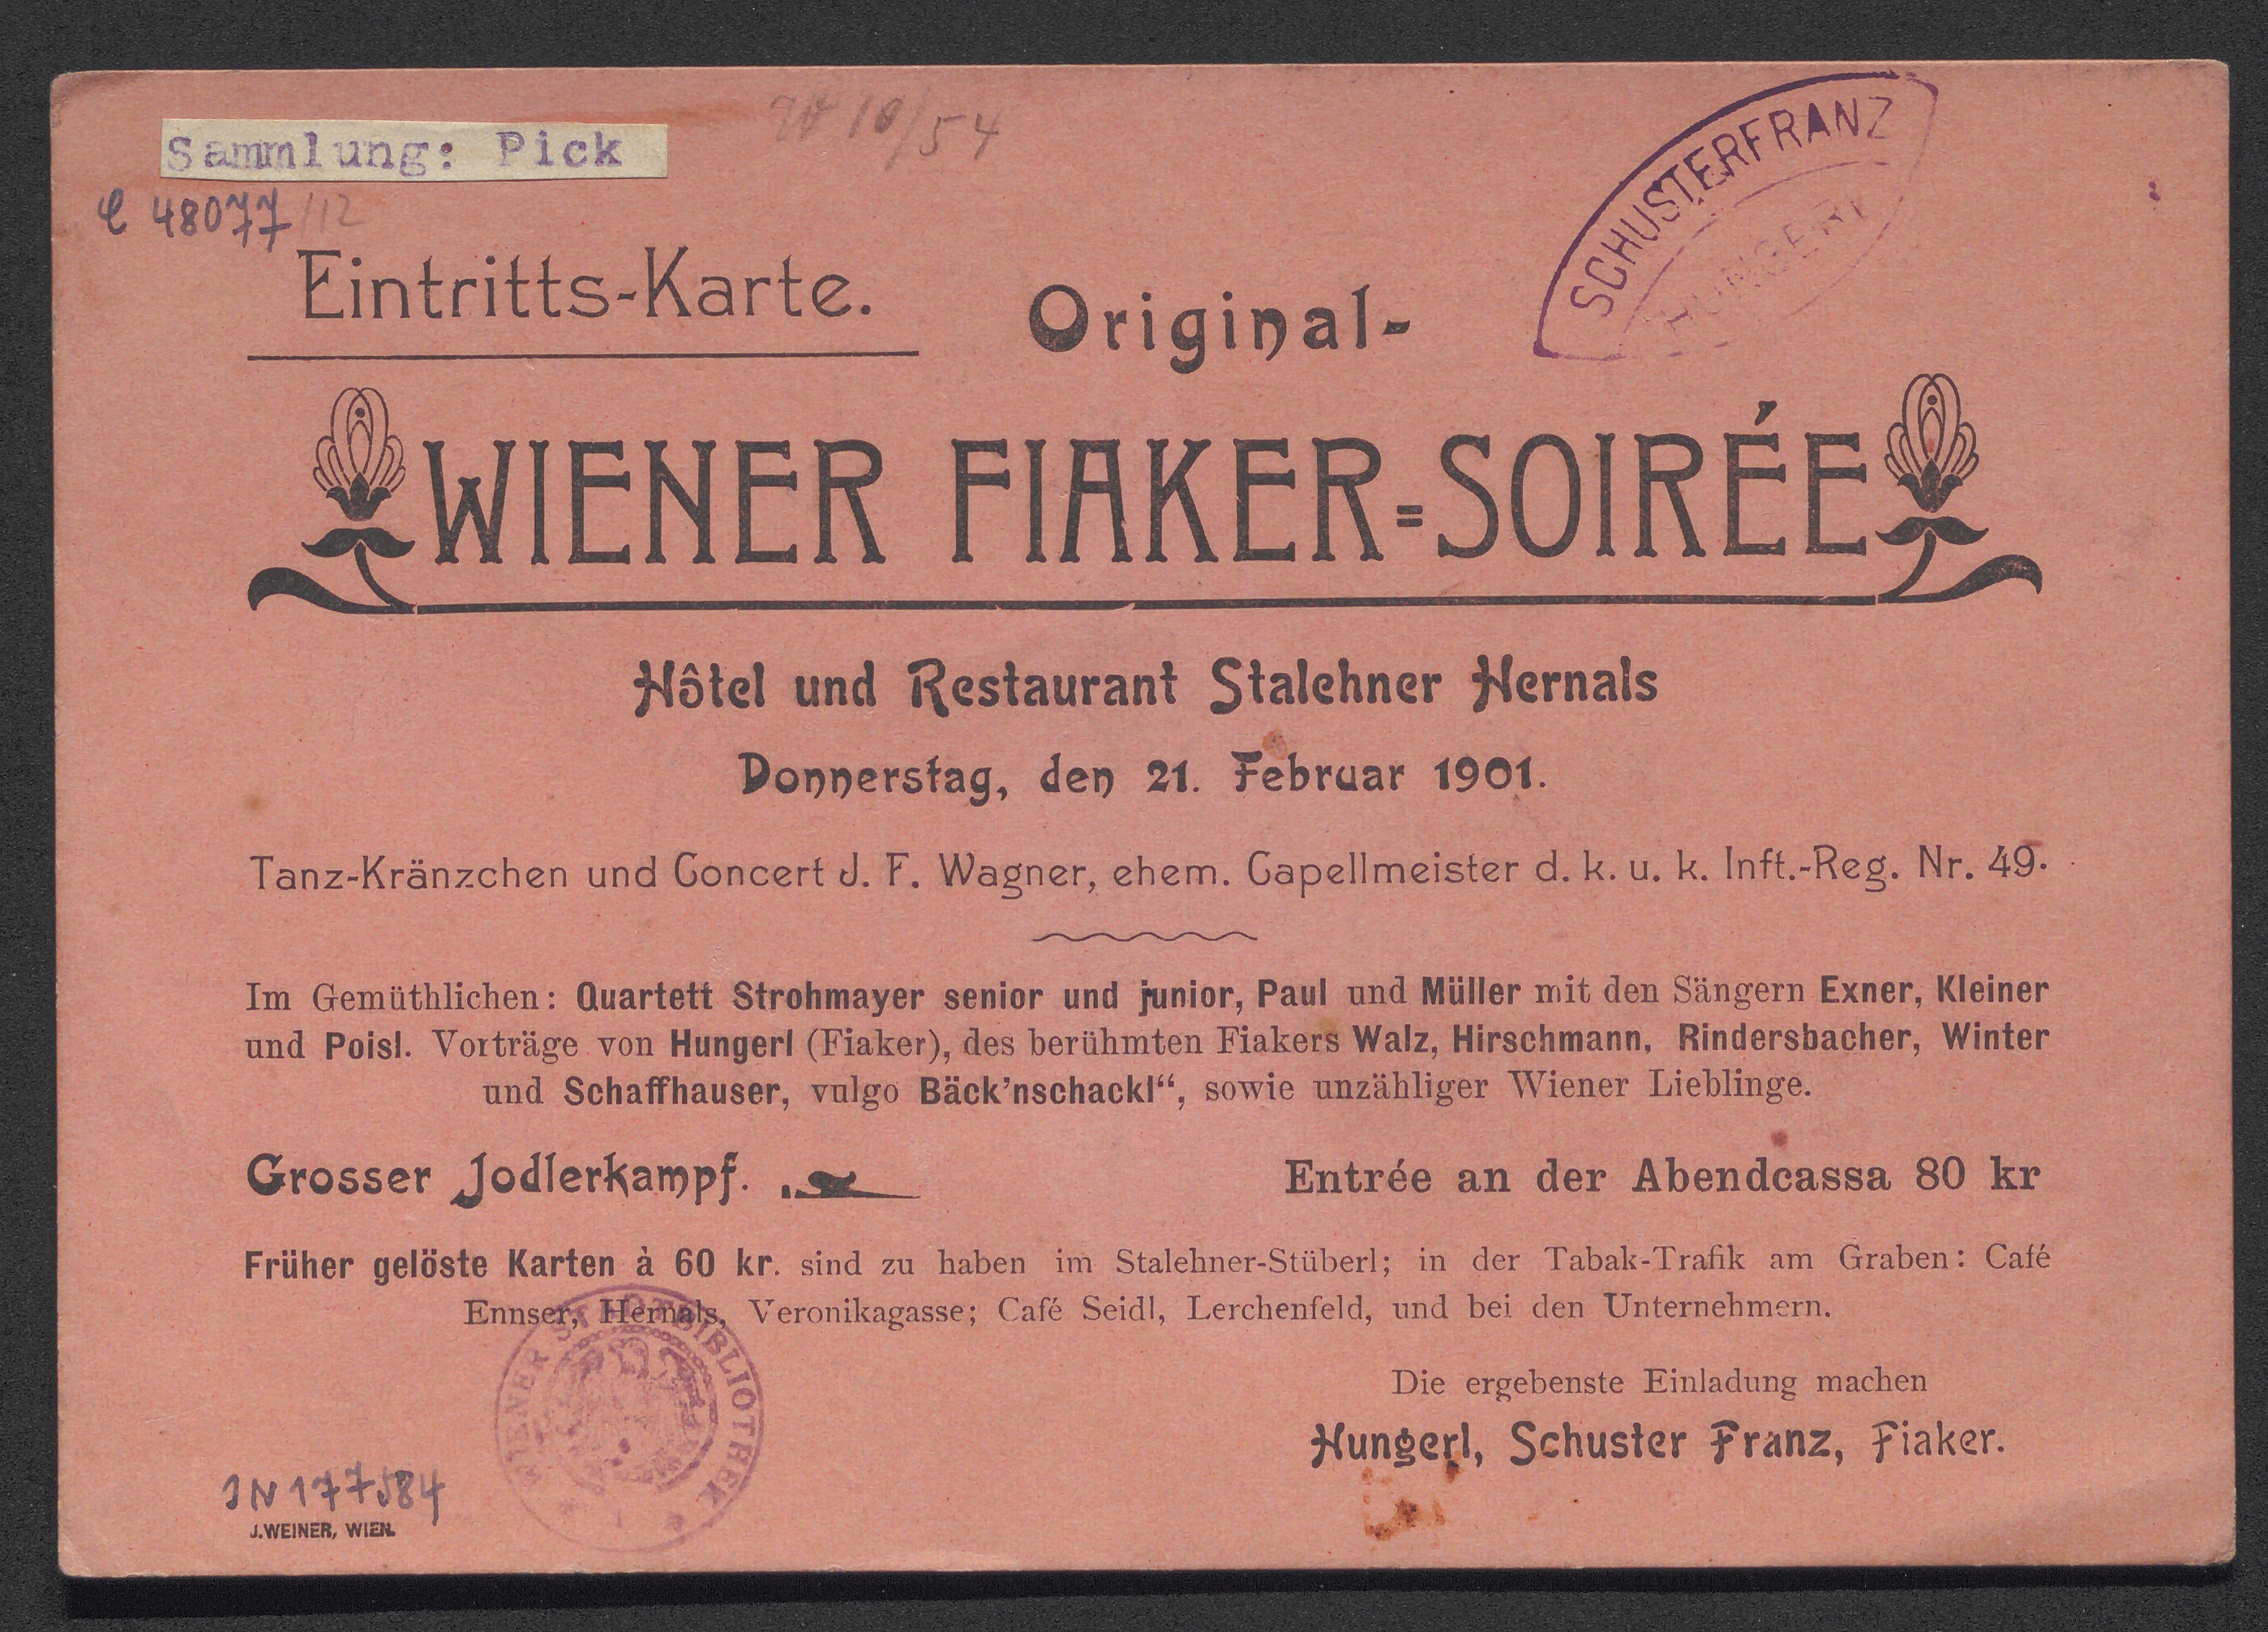 Sammlung: Pick
10/54
48077/12
SCHUSTERFRANZ
HUNGERL
Eintritts-Karte.
Original-
WIENER FIAKER=SOIRÉE
Hôtel und Restaurant Stalehner Hernals
Donnerstag, den 21. Februar 1901.
Tanz-Kränzchen und Concert J. F. Wagner, ehem. Capellmeister d. k. u. k. Inft.-Reg. Nr. 49.
Im Gemüthlichen: Quartett Strohmayer senior und junior, Paul und Müller mit den Sängern Exner, Kleiner
und Poisl. Vorträge von Hungerl (Fiaker), des berühmten Fiakers Walz, Hirschmann, Rindersbacher, Winter
und Schaffhauser, vulgo Bäck'nschackl“, sowie unzähliger Wiener Lieblinge.
Grosser Jodlerkampf.
Entrée an der Abendcassa 80 kr
Früher gelöste Karten à 60 kr. sind zu haben im Stalehner-Stüberl; in der Tabak-Trafik am Graben: Café
Ennser, Hernals, Veronikagasse; Café Seidl, Lerchenfeld, und bei den Unternehmern.
WIENER STADTBIBLIOTHEK
Die ergebenste Einladung machen
Hungerl, Schuster Franz, Fiaker.
JN 177584
J. WEINER, WIEN.